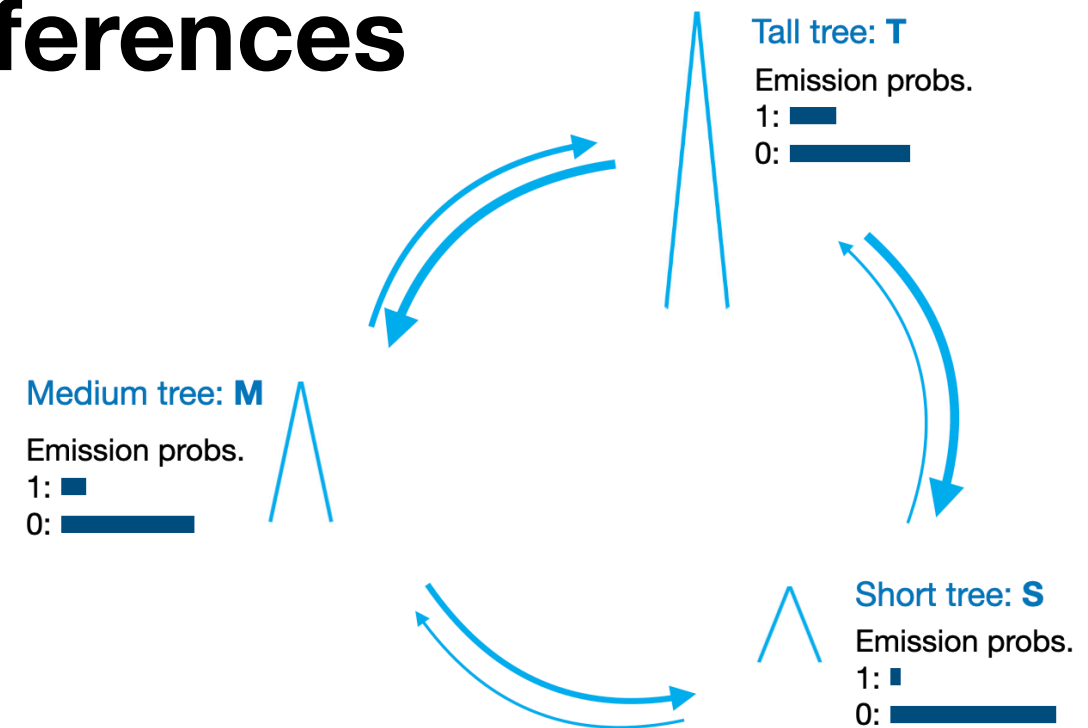 ferences
Tall tree: T
Emission probs.
1:
0:
Medium tree: M
Emission probs.
1:
0:
Short tree: S
Emission probs.
1:
0: